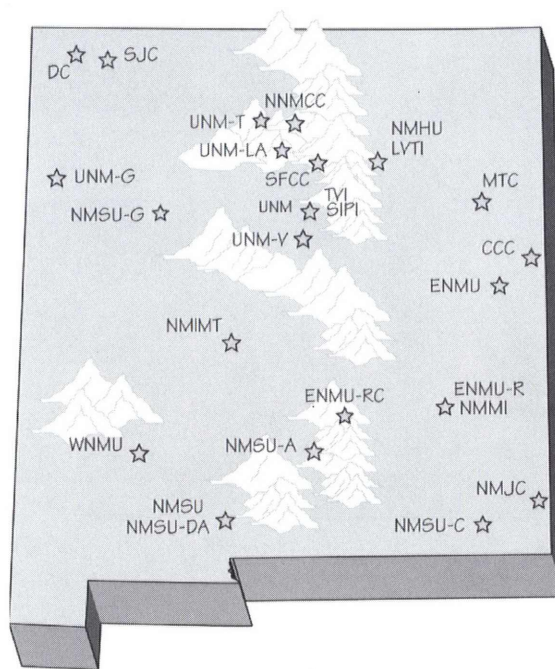 SJC
DC
NNMCC
UNM-T
NMHU
LVTI
UNM-LA
SFCC
UNM-G
MTC
TVI
NMSU-G
UNM
SIPI
UNM-V
CCC
ENMU
NMIMT
ENMU-RC
ENMU-R
NMMI
WNMU
NMSU-A
NMJC
NMSU
NMSU-DA
NMSU-C